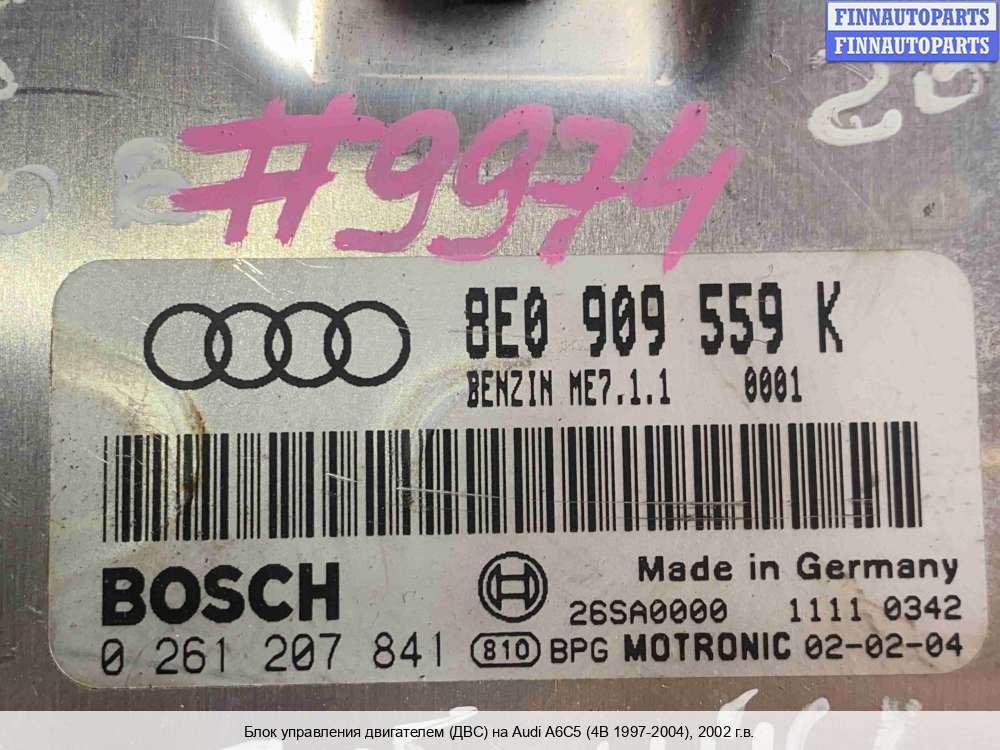 FINNAUTOPARTS
FINNAUTOPARTS
20
#9974
8E0 909 559 K
BENZIN ME7.1.1 0001
BOSCH
Made in Germany
26SA0000 1111 0342
0 261 207 841 810 BPG MOTRONIC 02-02-04
Блок управления двигателем (ДВС) на Audi A6C5 (4B 1997-2004), 2002 г.в.